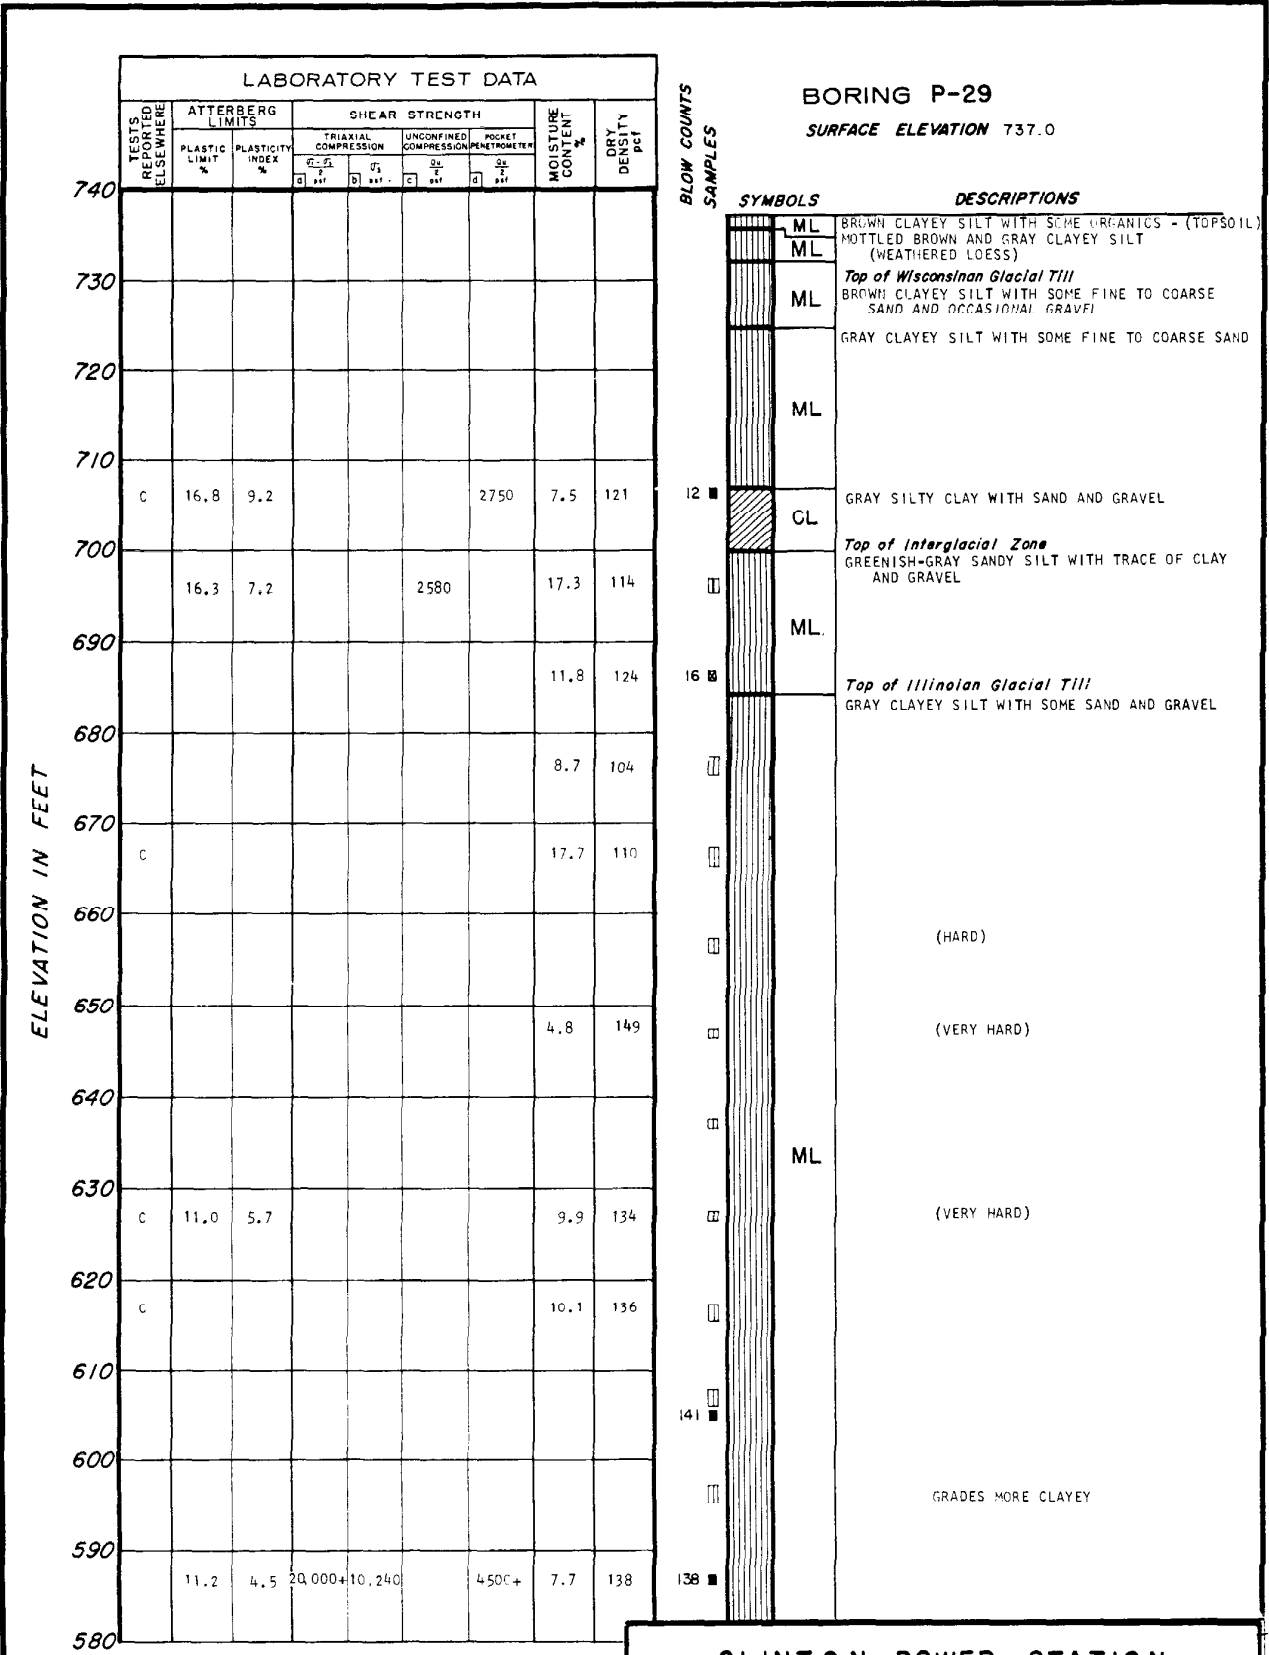 LABORATORY TEST DATA
TESTS REPORTED ELSEWHERE
ATTERBERG LIMITS
PLASTIC LIMIT %
PLASTICITY INDEX %
SHEAR STRENGTH
TRIAXIAL COMPRESSION
UNCONFINED COMPRESSION
POCKET PENETROMETER
a
b
c
d
MOISTURE CONTENT %
DRY DENSITY pcf
BLOW COUNTS
SAMPLES
BORING P-29
SURFACE ELEVATION 737.0
SYMBOLS DESCRIPTIONS
ELEVATION IN FEET
740
ML BROWN CLAYEY SILT WITH SOME ORGANICS - (TOPSOIL)
ML MOTTLED BROWN AND GRAY CLAYEY SILT
(WEATHERED LOESS)
730
Top of Wisconsinan Glacial Till
ML BROWN CLAYEY SILT WITH SOME FINE TO COARSE
SAND AND OCCASIONAL GRAVEL
GRAY CLAYEY SILT WITH SOME FINE TO COARSE SAND
720
ML
710
C 16.8 9.2 2750 7.5 121 12
GRAY SILTY CLAY WITH SAND AND GRAVEL
CL
700
Top of Interglacial Zone
GREENISH-GRAY SANDY SILT WITH TRACE OF CLAY
AND GRAVEL
16.3 7.2 2580 17.3 114
ML
690
11.8 124 16
Top of Illinoian Glacial Till
GRAY CLAYEY SILT WITH SOME SAND AND GRAVEL
680
8.7 104
670
C 17.7 110
660
(HARD)
650
4.8 149 (VERY HARD)
640
ML
630
C 11.0 5.7 9.9 134 (VERY HARD)
620
C 10.1 136
610
141
600
GRADES MORE CLAYEY
590
11.2 4.5 20,000+ 10,240 4500+ 7.7 138 138
580
CLINTON POWER STATION